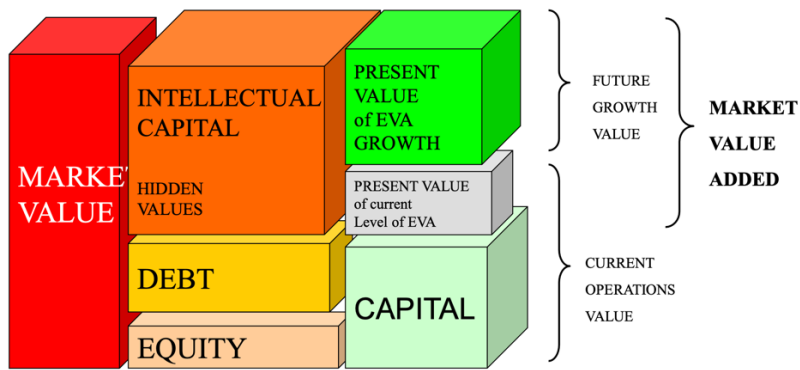 MARKET
VALUE
INTELLECTUAL
CAPITAL
HIDDEN
VALUES
DEBT
EQUITY
PRESENT
VALUE
of EVA
GROWTH
PRESENT VALUE
of current
Level of EVA
CAPITAL
FUTURE
GROWTH
VALUE
CURRENT
OPERATIONS
VALUE
MARKET
VALUE
ADDED